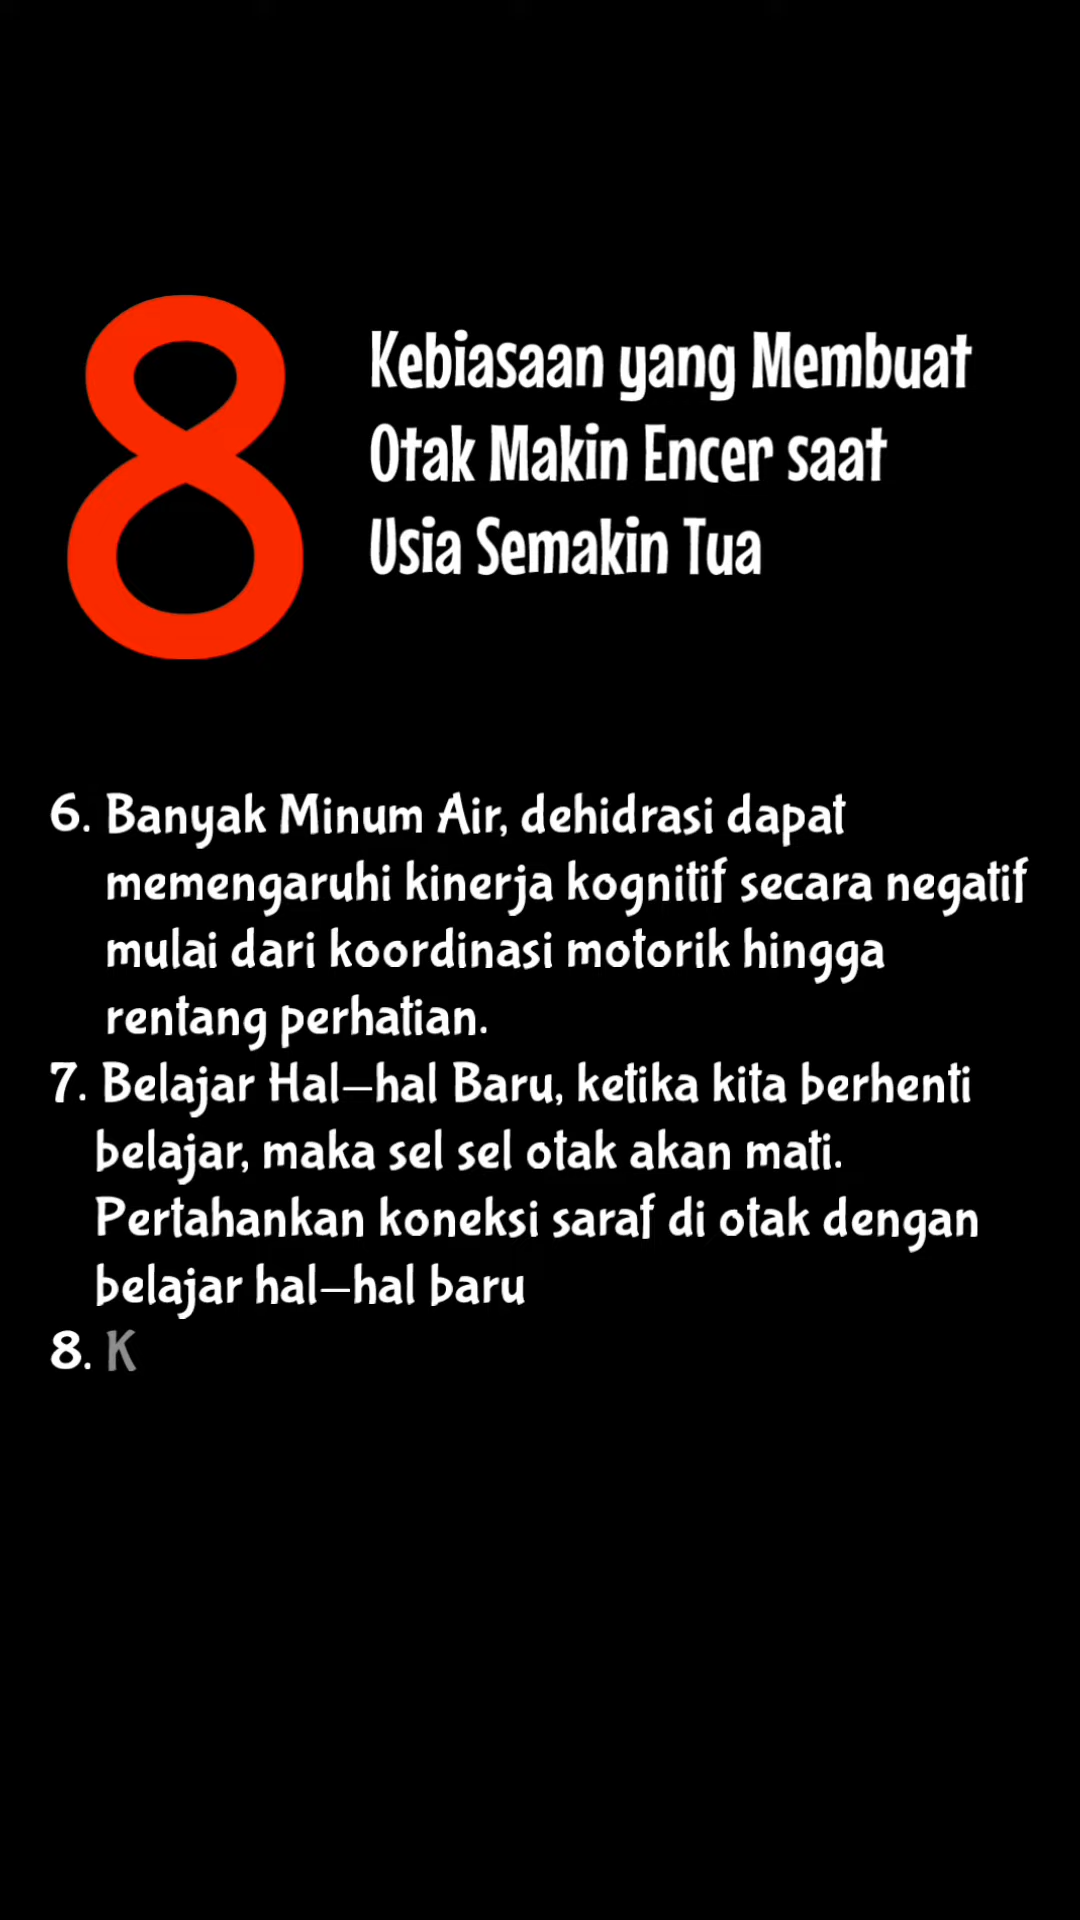 8
Kebiasaan yang Membuat
Otak Makin Encer saat
Usia Semakin Tua
6. Banyak Minum Air, dehidrasi dapat
memengaruhi kinerja kognitif secara negatif
mulai dari koordinasi motorik hingga
rentang perhatian.
7. Belajar Hal-hal Baru, ketika kita berhenti
belajar, maka sel sel otak akan mati.
Pertahankan koneksi saraf di otak dengan
belajar hal-hal baru
8. K